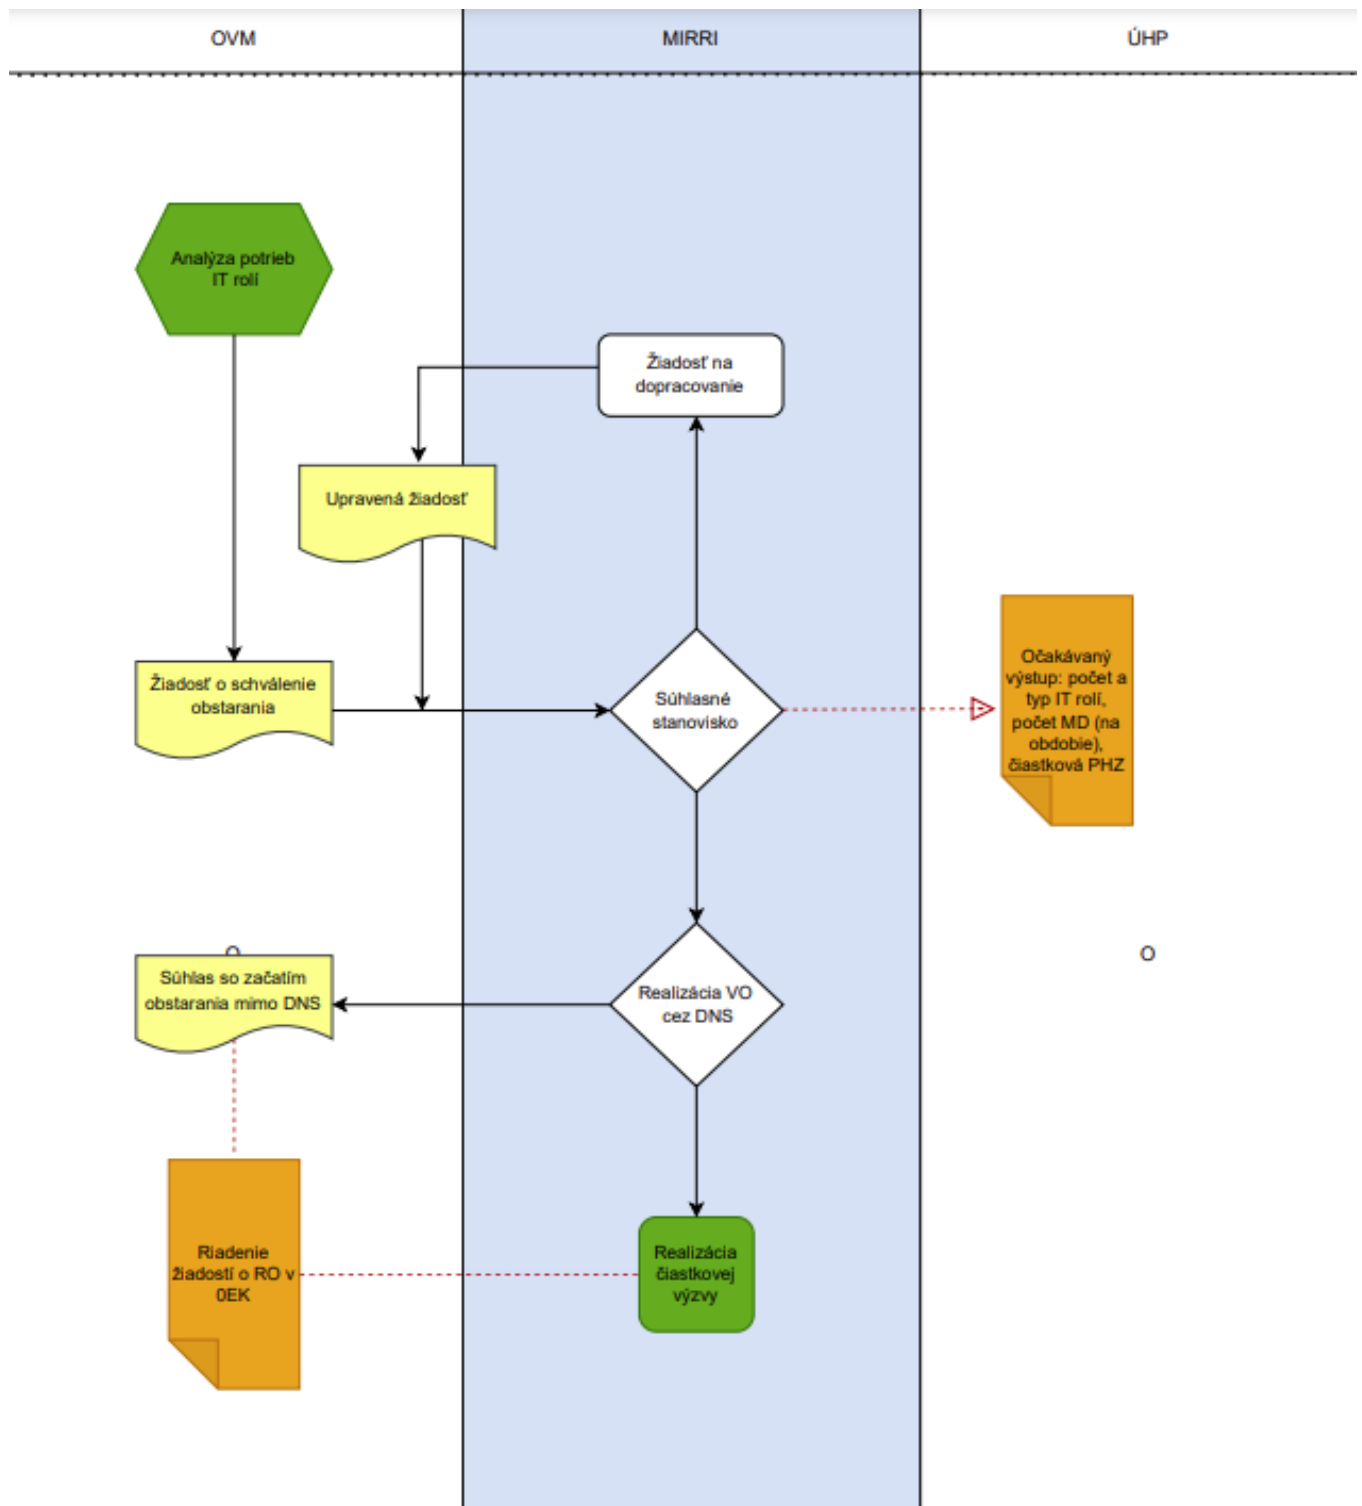 OVM
MIRRI
ÚHP
Analýza potrieb
IT rolí
Žiadosť na
dopracovanie
Upravená žiadosť
Žiadosť o schválenie
obstarania
Súhlasné
stanovisko
Očakávaný
výstup: počet a
typ IT rolí,
počet MD (na
obdobie),
čiastková PHZ
O
O
Súhlas so začatím
obstarania mimo DNS
Realizácia VO
cez DNS
Riadenie
žiadostí o RO v
0EK
Realizácia
čiastkovej
výzvy